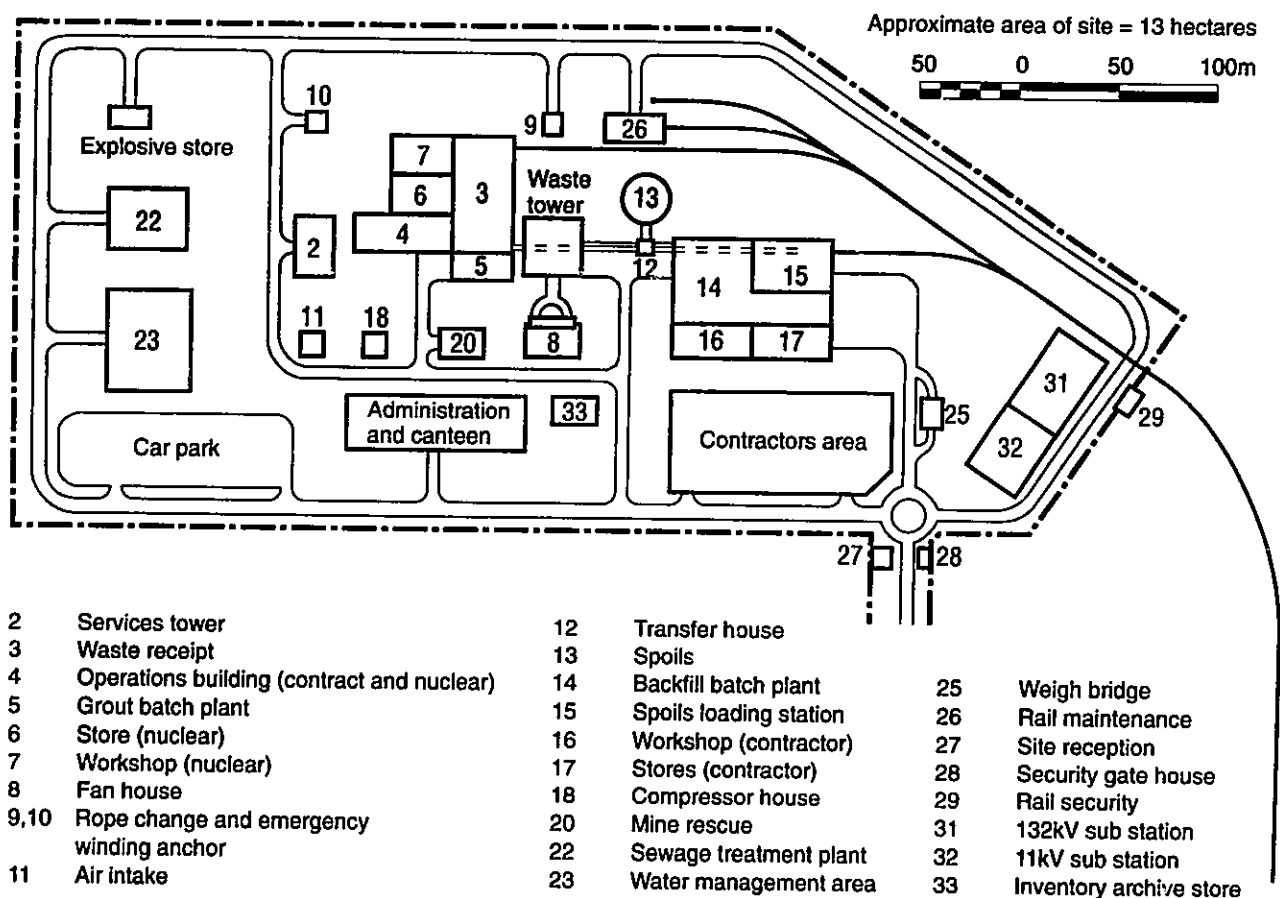 Approximate area of site = 13 hectares
50 0 50 100m
10
9
26
Explosive store
7
3
Waste
tower
13
6
22
4
2
12
5
15
14
11
18
23
20
8
16
17
31
25
29
Administration
and canteen
33
Contractors area
32
Car park
27
28
2 Services tower
3 Waste receipt
4 Operations building (contract and nuclear)
5 Grout batch plant
6 Store (nuclear)
7 Workshop (nuclear)
8 Fan house
9,10 Rope change and emergency
winding anchor
11 Air intake
12 Transfer house
13 Spoils
14 Backfill batch plant
15 Spoils loading station
16 Workshop (contractor)
17 Stores (contractor)
18 Compressor house
20 Mine rescue
22 Sewage treatment plant
23 Water management area
25 Weigh bridge
26 Rail maintenance
27 Site reception
28 Security gate house
29 Rail security
31 132kV sub station
32 11kV sub station
33 Inventory archive store